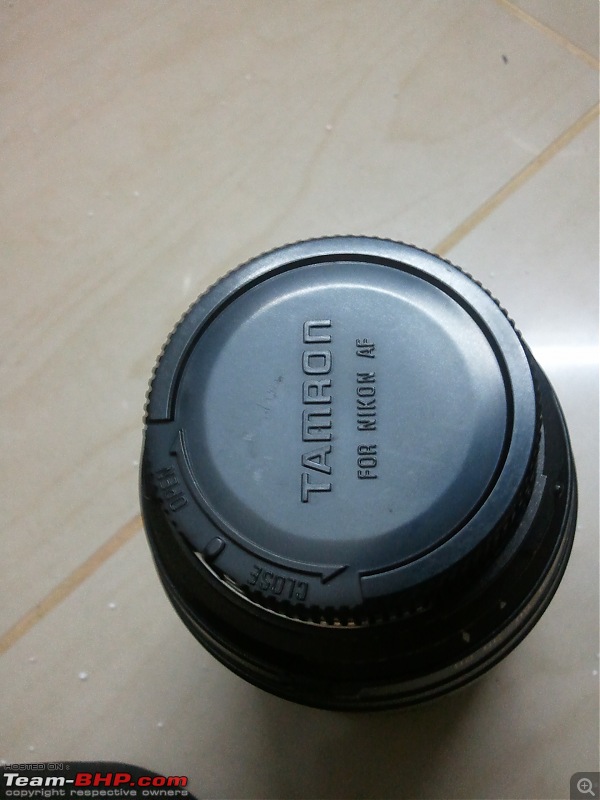 TAMRON
FOR NIKON AF
OPEN
CLOSE
HOSTED ON :
Team-BHP.com
copyright respective owners